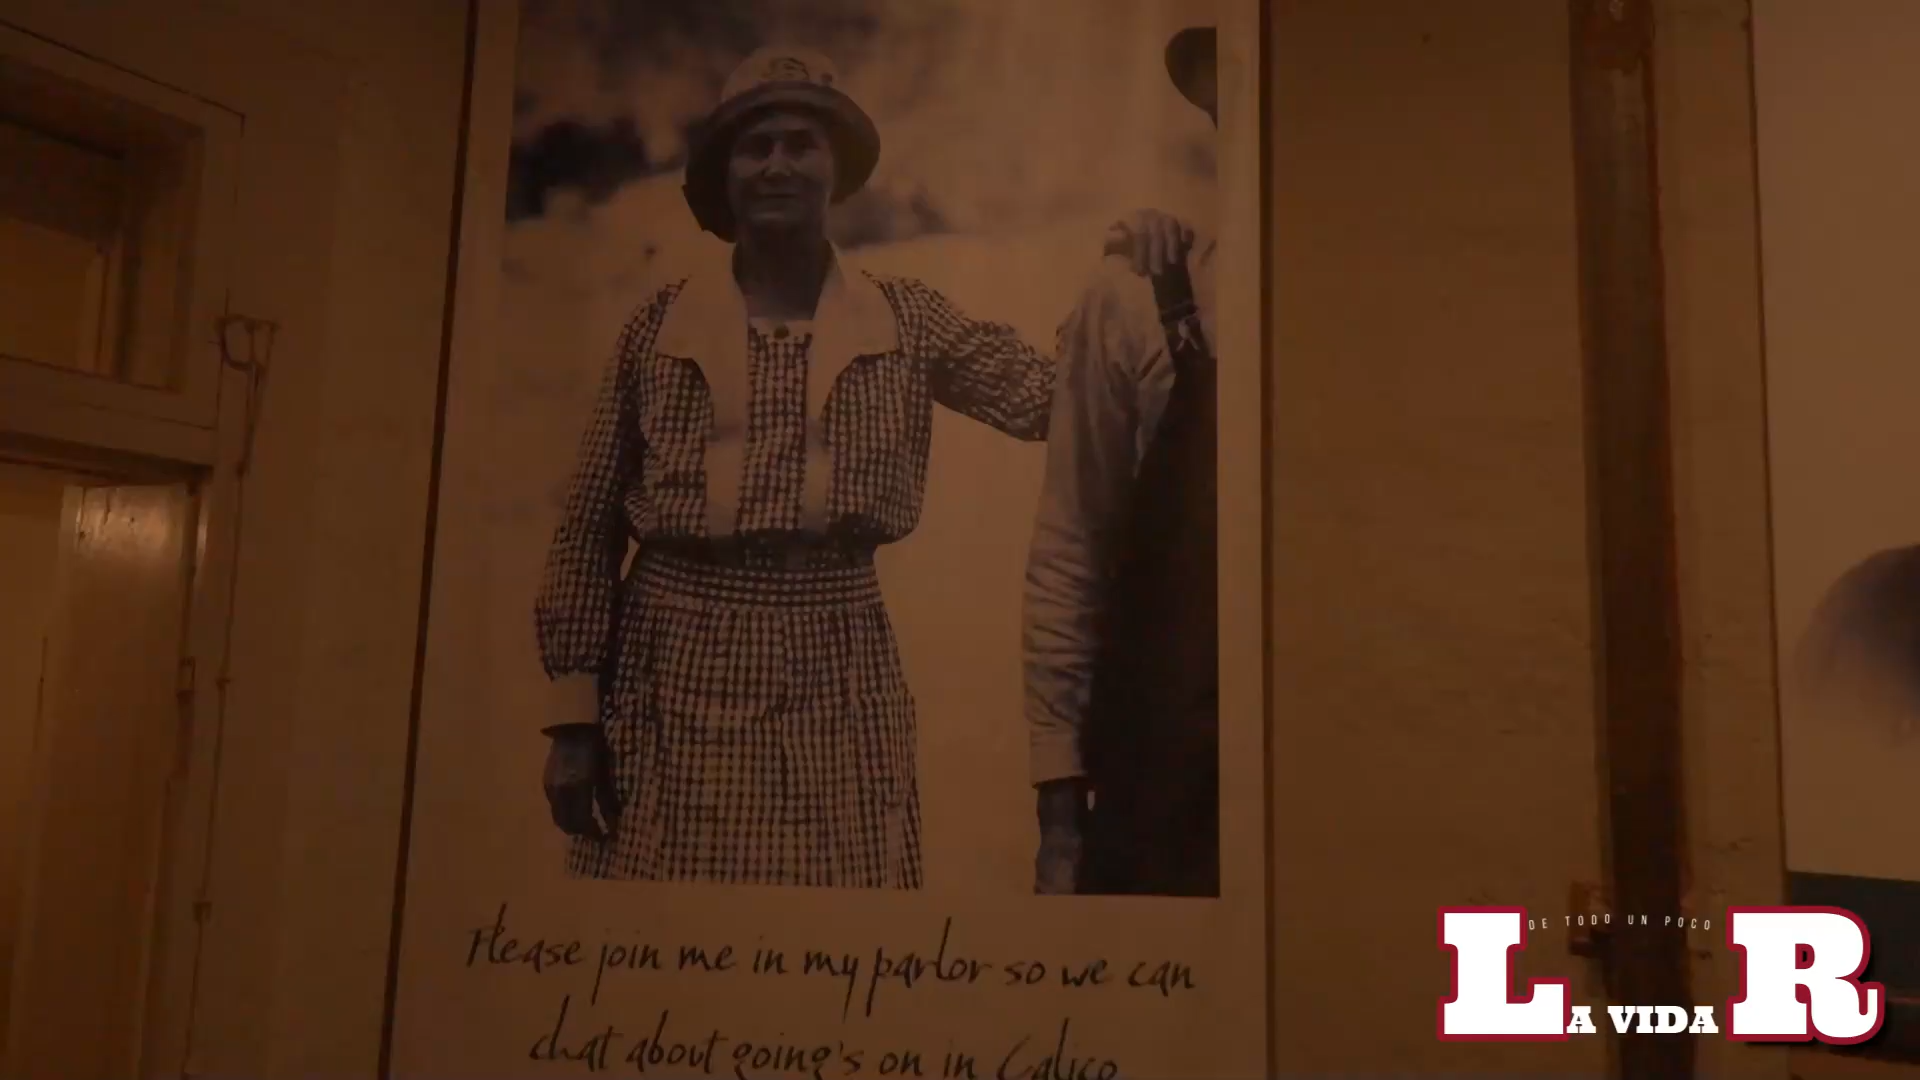 Please join me in my parlor so we can
chat about going's on in Calico
DE TODO UN POCO
LA VIDA R